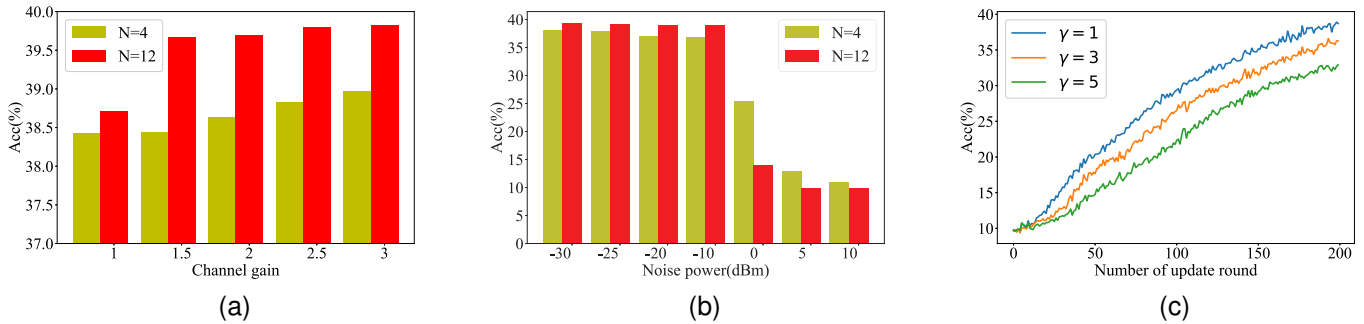 40.0
39.5
39.0
38.5
38.0
37.5
37.0
Acc(%)
N=4
N=12
1 1.5 2 2.5 3
Channel gain
(a)
40
35
30
25
20
15
10
5
0
Acc(%)
N=4
N=12
-30 -25 -20 -10 0 5 10
Noise power(dBm)
(b)
40
35
30
25
20
15
10
Acc(%)
γ = 1
γ = 3
γ = 5
0 50 100 150 200
Number of update round
(c)